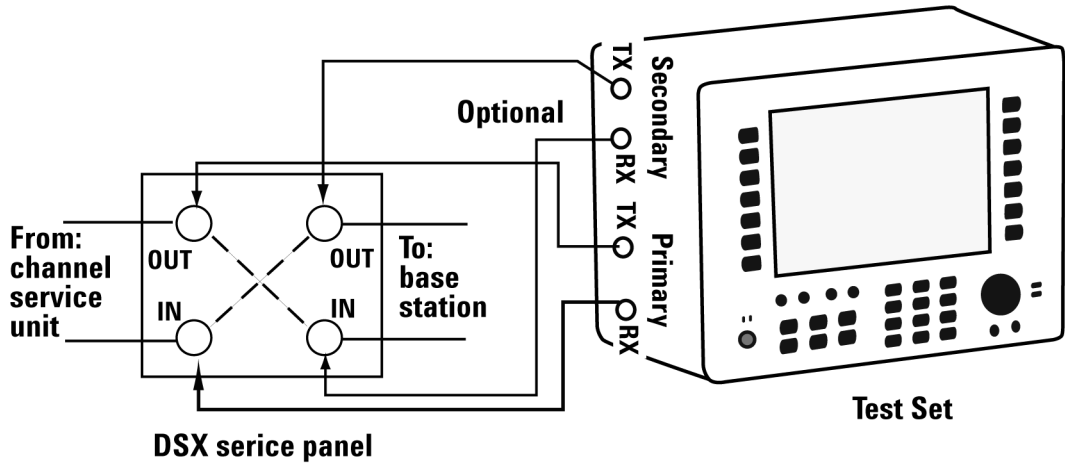 TX
Secondary
Optional
RX
TX
Primary
RX
From:
channel
service
unit
OUT
OUT
IN
IN
To:
base
station
Test Set
DSX serice panel